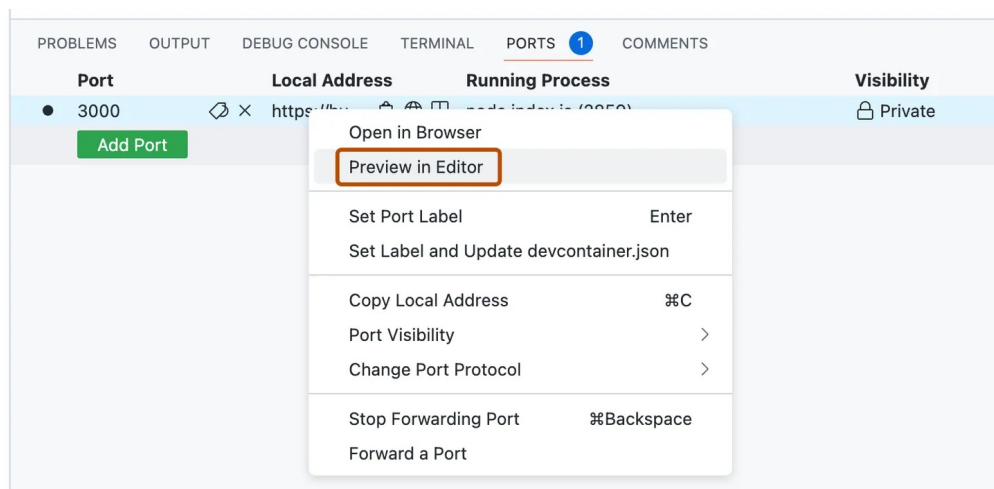 PROBLEMS OUTPUT DEBUG CONSOLE TERMINAL PORTS 1 COMMENTS
Port Local Address Running Process Visibility
3000 Private
Add Port
Open in Browser
Preview in Editor
Set Port Label Enter
Set Label and Update devcontainer.json
Copy Local Address ⌘C
Port Visibility
Change Port Protocol
Stop Forwarding Port ⌘Backspace
Forward a Port